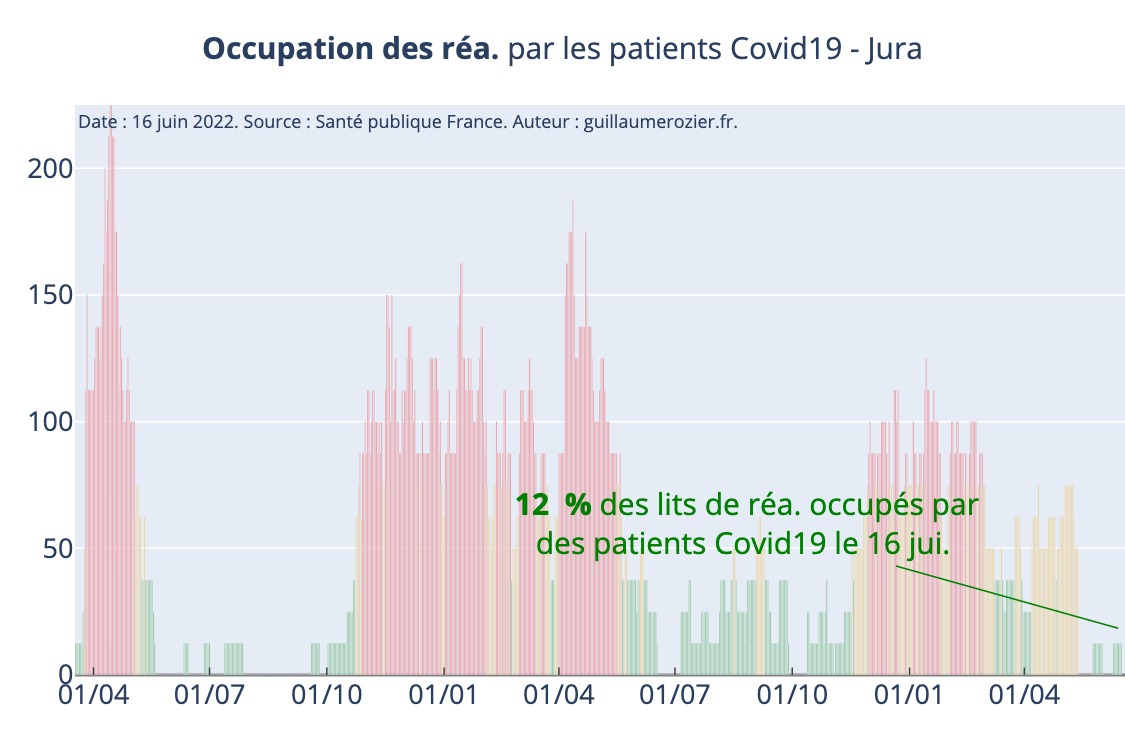 Occupation des réa. par les patients Covid19 - Jura
Date : 16 juin 2022. Source : Santé publique France. Auteur : guillaumerozier.fr.
200
150
100
50
0
12 % des lits de réa. occupés par
des patients Covid19 le 16 jui.
01/04 01/07 01/10 01/01 01/04 01/07 01/10 01/01 01/04